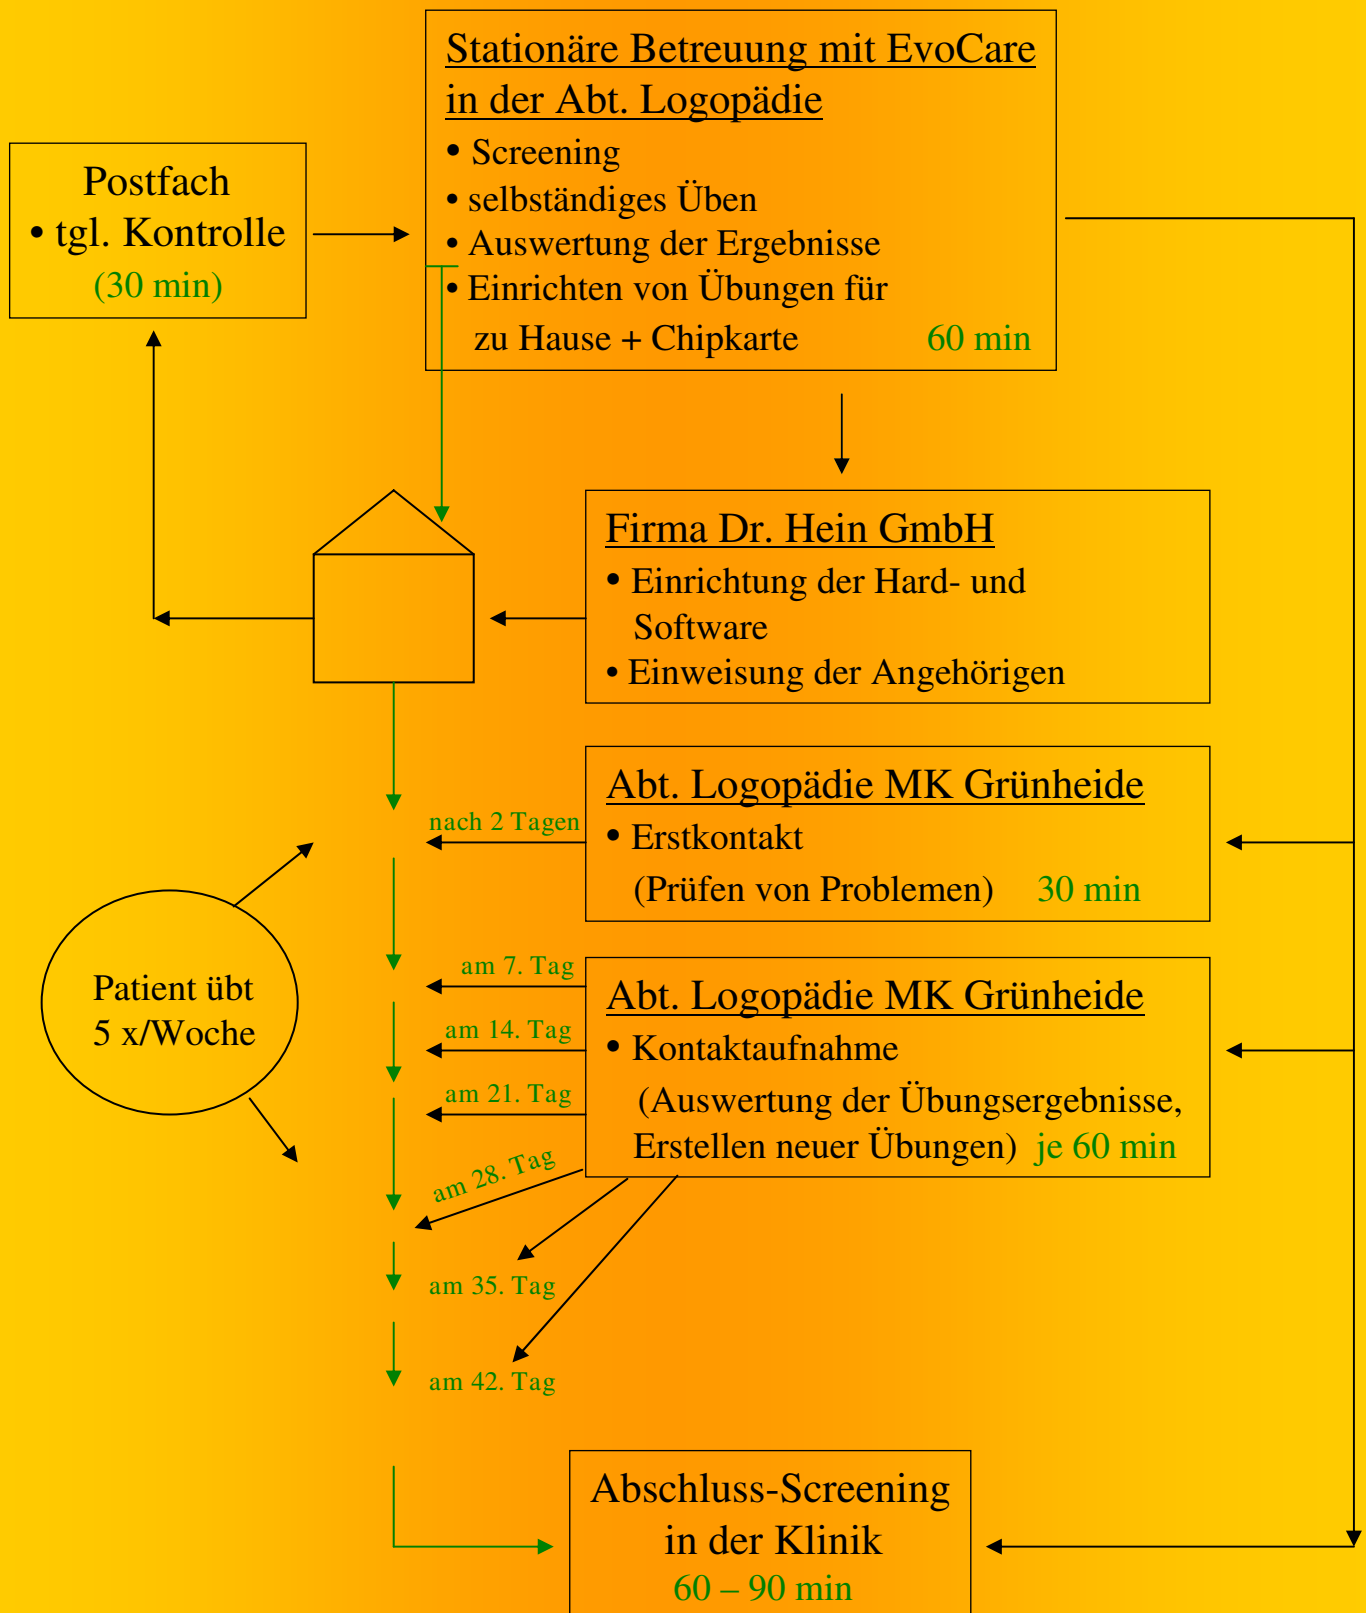 Stationäre Betreuung mit EvoCare
in der Abt. Logopädie
• Screening
• selbständiges Üben
• Auswertung der Ergebnisse
• Einrichten von Übungen für
zu Hause + Chipkarte 60 min
Postfach
• tgl. Kontrolle
(30 min)
Firma Dr. Hein GmbH
• Einrichtung der Hard- und
Software
• Einweisung der Angehörigen
Abt. Logopädie MK Grünheide
• Erstkontakt
(Prüfen von Problemen) 30 min
nach 2 Tagen
Patient übt
5 x/Woche
Abt. Logopädie MK Grünheide
• Kontaktaufnahme
(Auswertung der Übungsergebnisse,
Erstellen neuer Übungen) je 60 min
am 7. Tag
am 14. Tag
am 21. Tag
am 28. Tag
am 35. Tag
am 42. Tag
Abschluss-Screening
in der Klinik
60 – 90 min